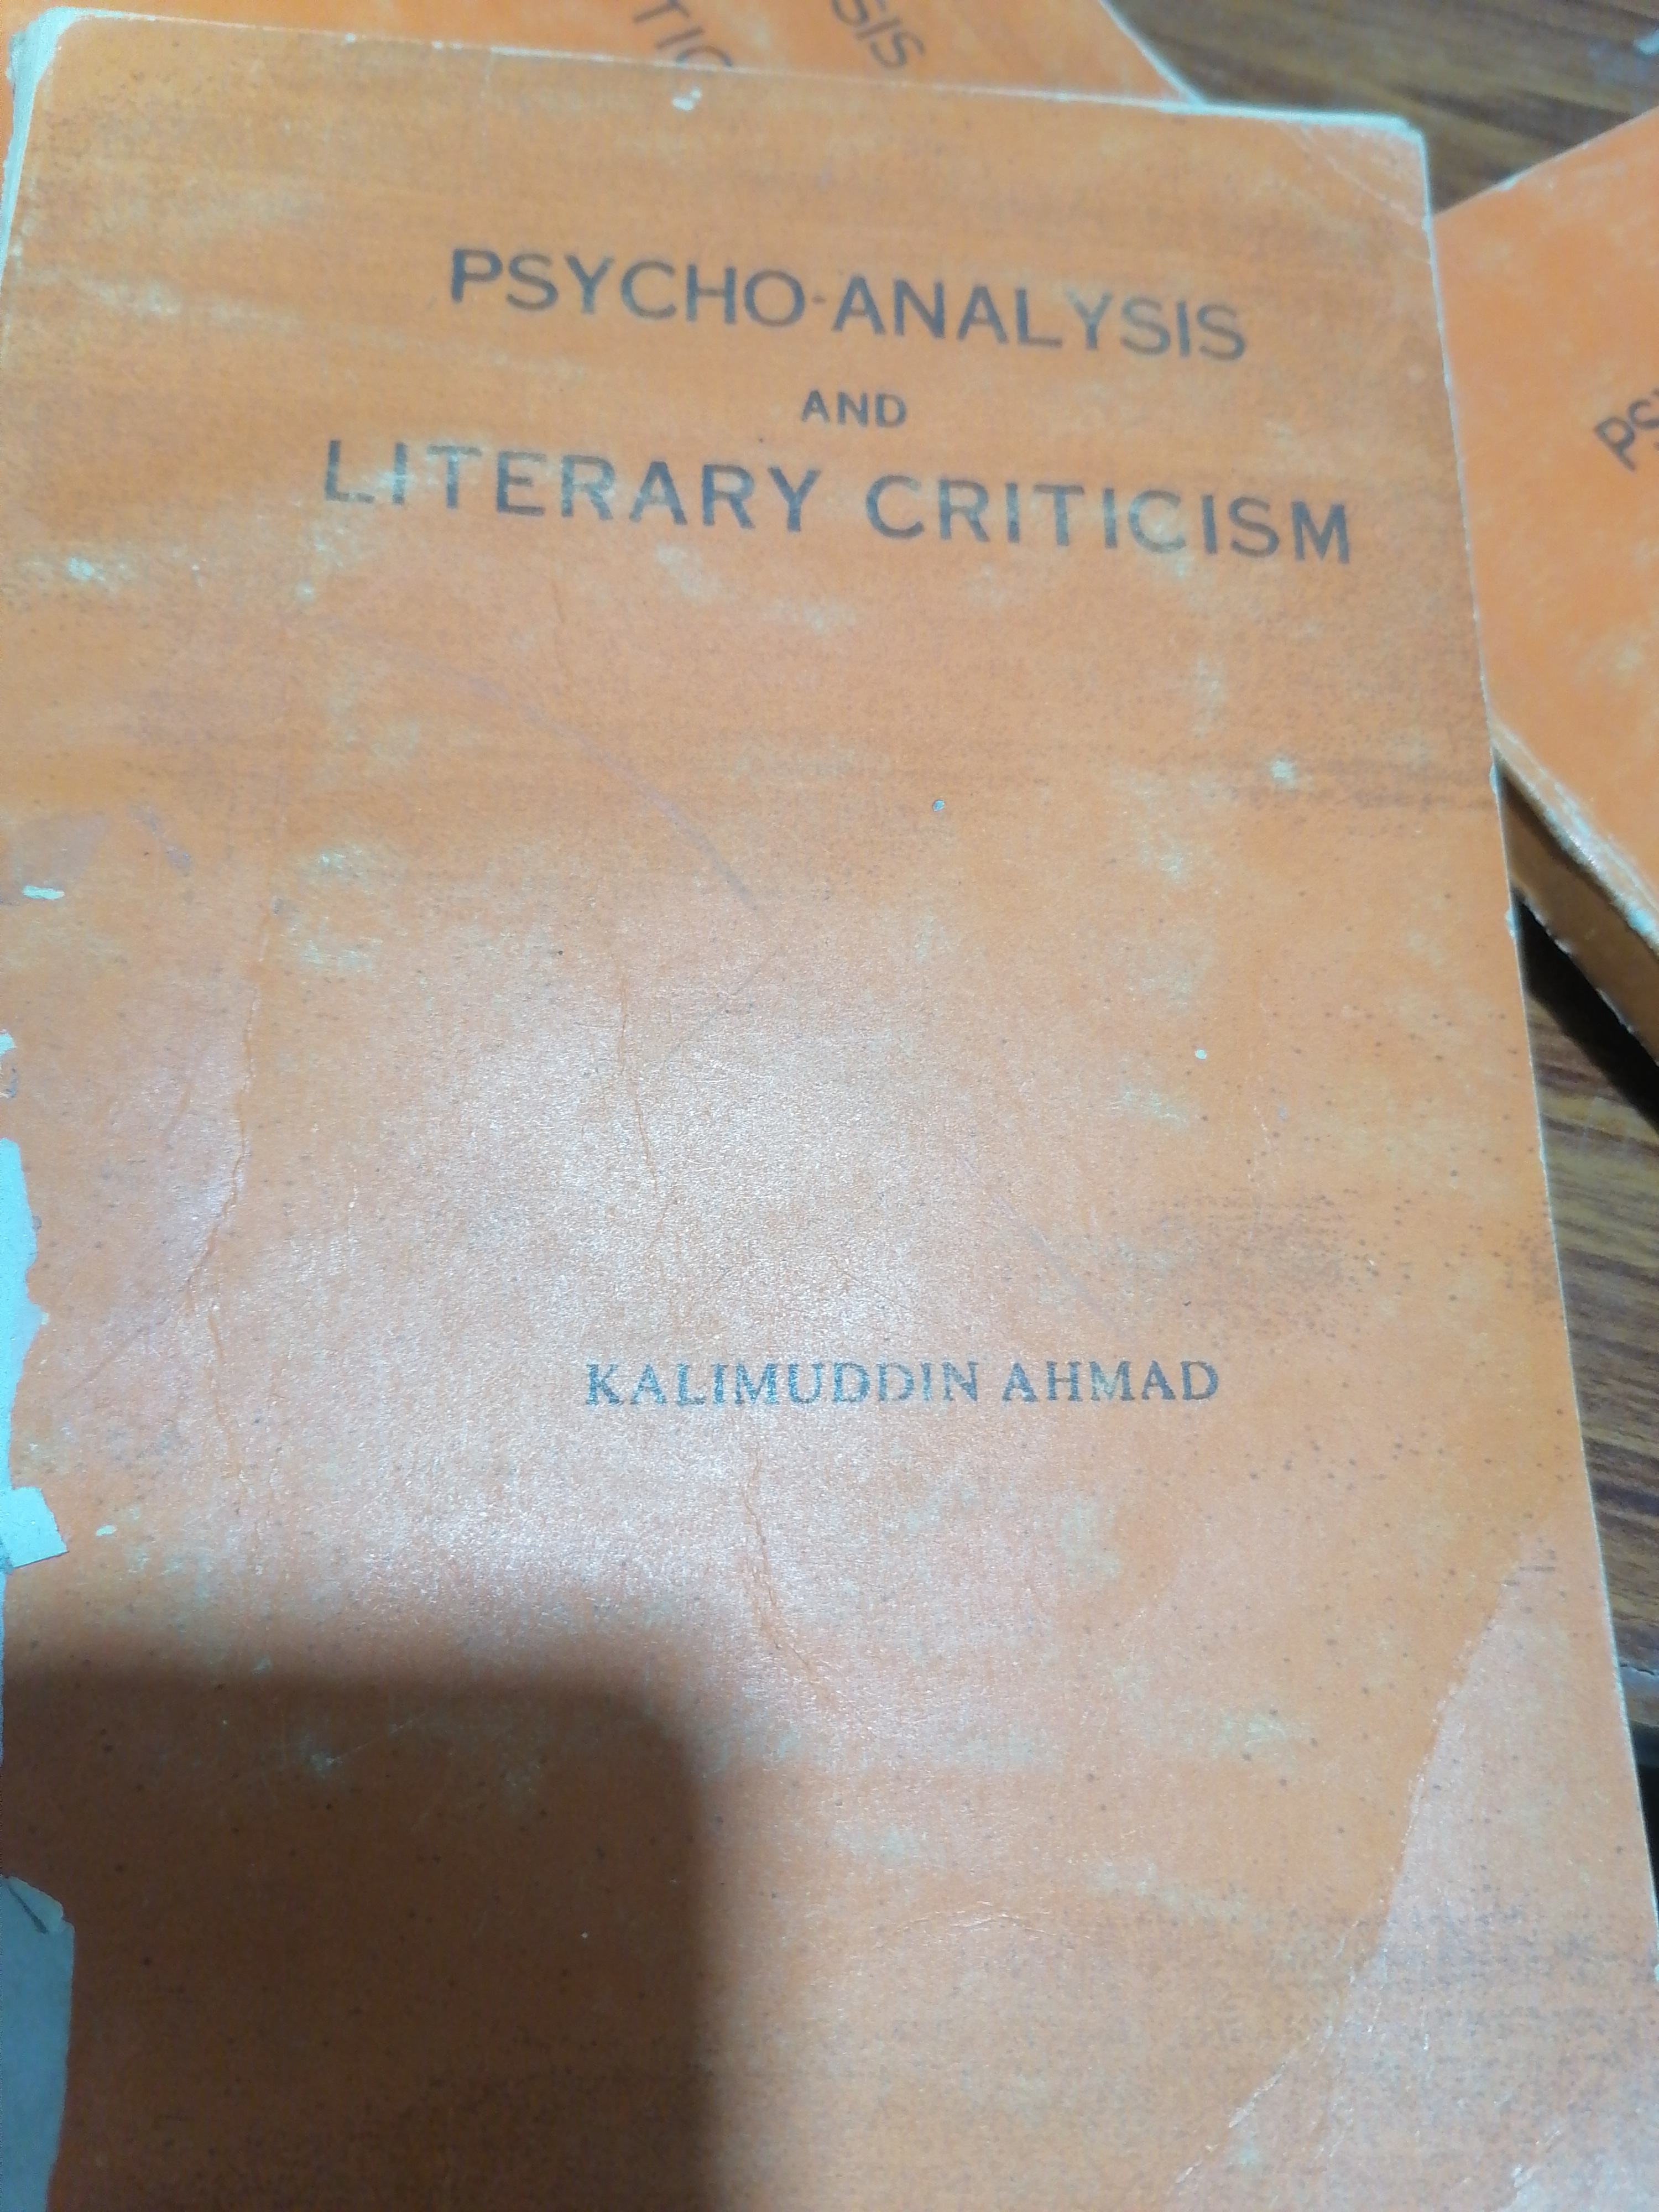 PSYCHO-ANALYSIS
AND
LITERARY CRITICISM
KALIMUDDIN AHMAD